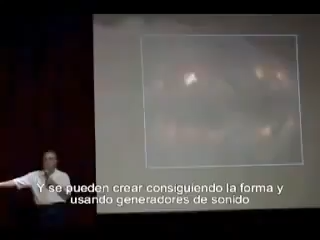 Y se pueden crear consiguiendo la forma y
usando generadores de sonido